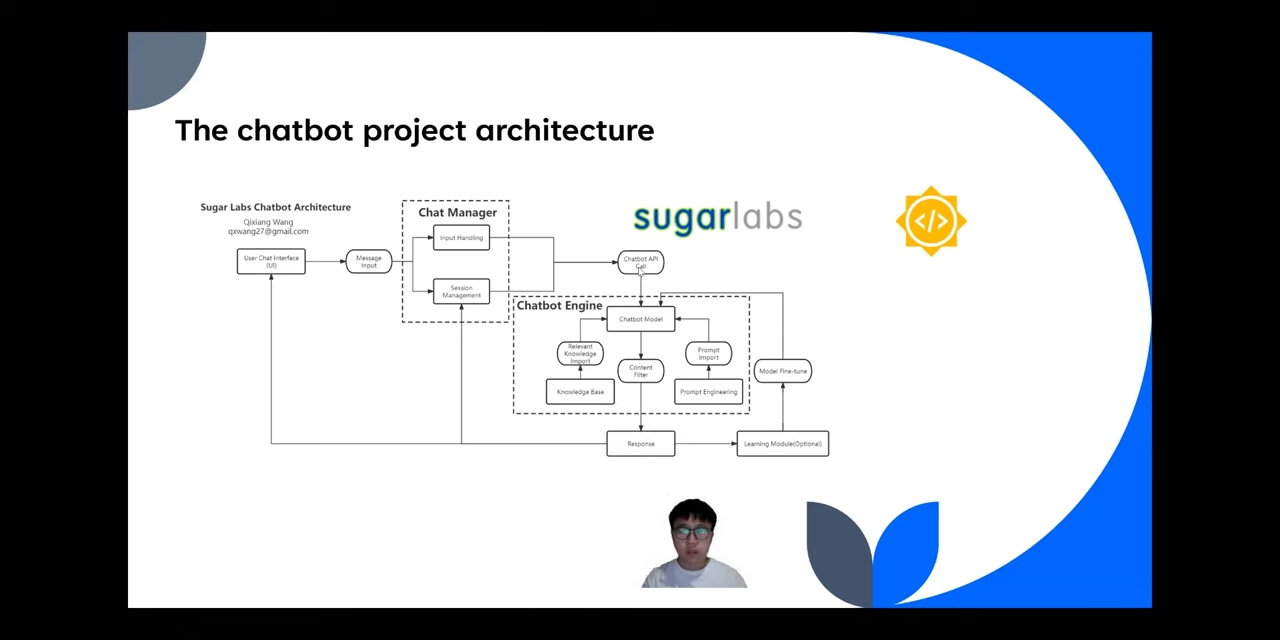 The chatbot project architecture
Sugar Labs Chatbot Architecture
Qixiang Wang
qxwang27@gmail.com
sugarlabs
</>
Chat Manager
Input Handling
User Chat Interface
(UI)
Message
Input
Session
Management
Chatbot API
Call
Chatbot Engine
Chatbot Model
Relevant
Knowledge
Import
Prompt
Import
Content
Filter
Model Fine-tune
Knowledge Base
Prompt Engineering
Response
Learning Module(Optional)